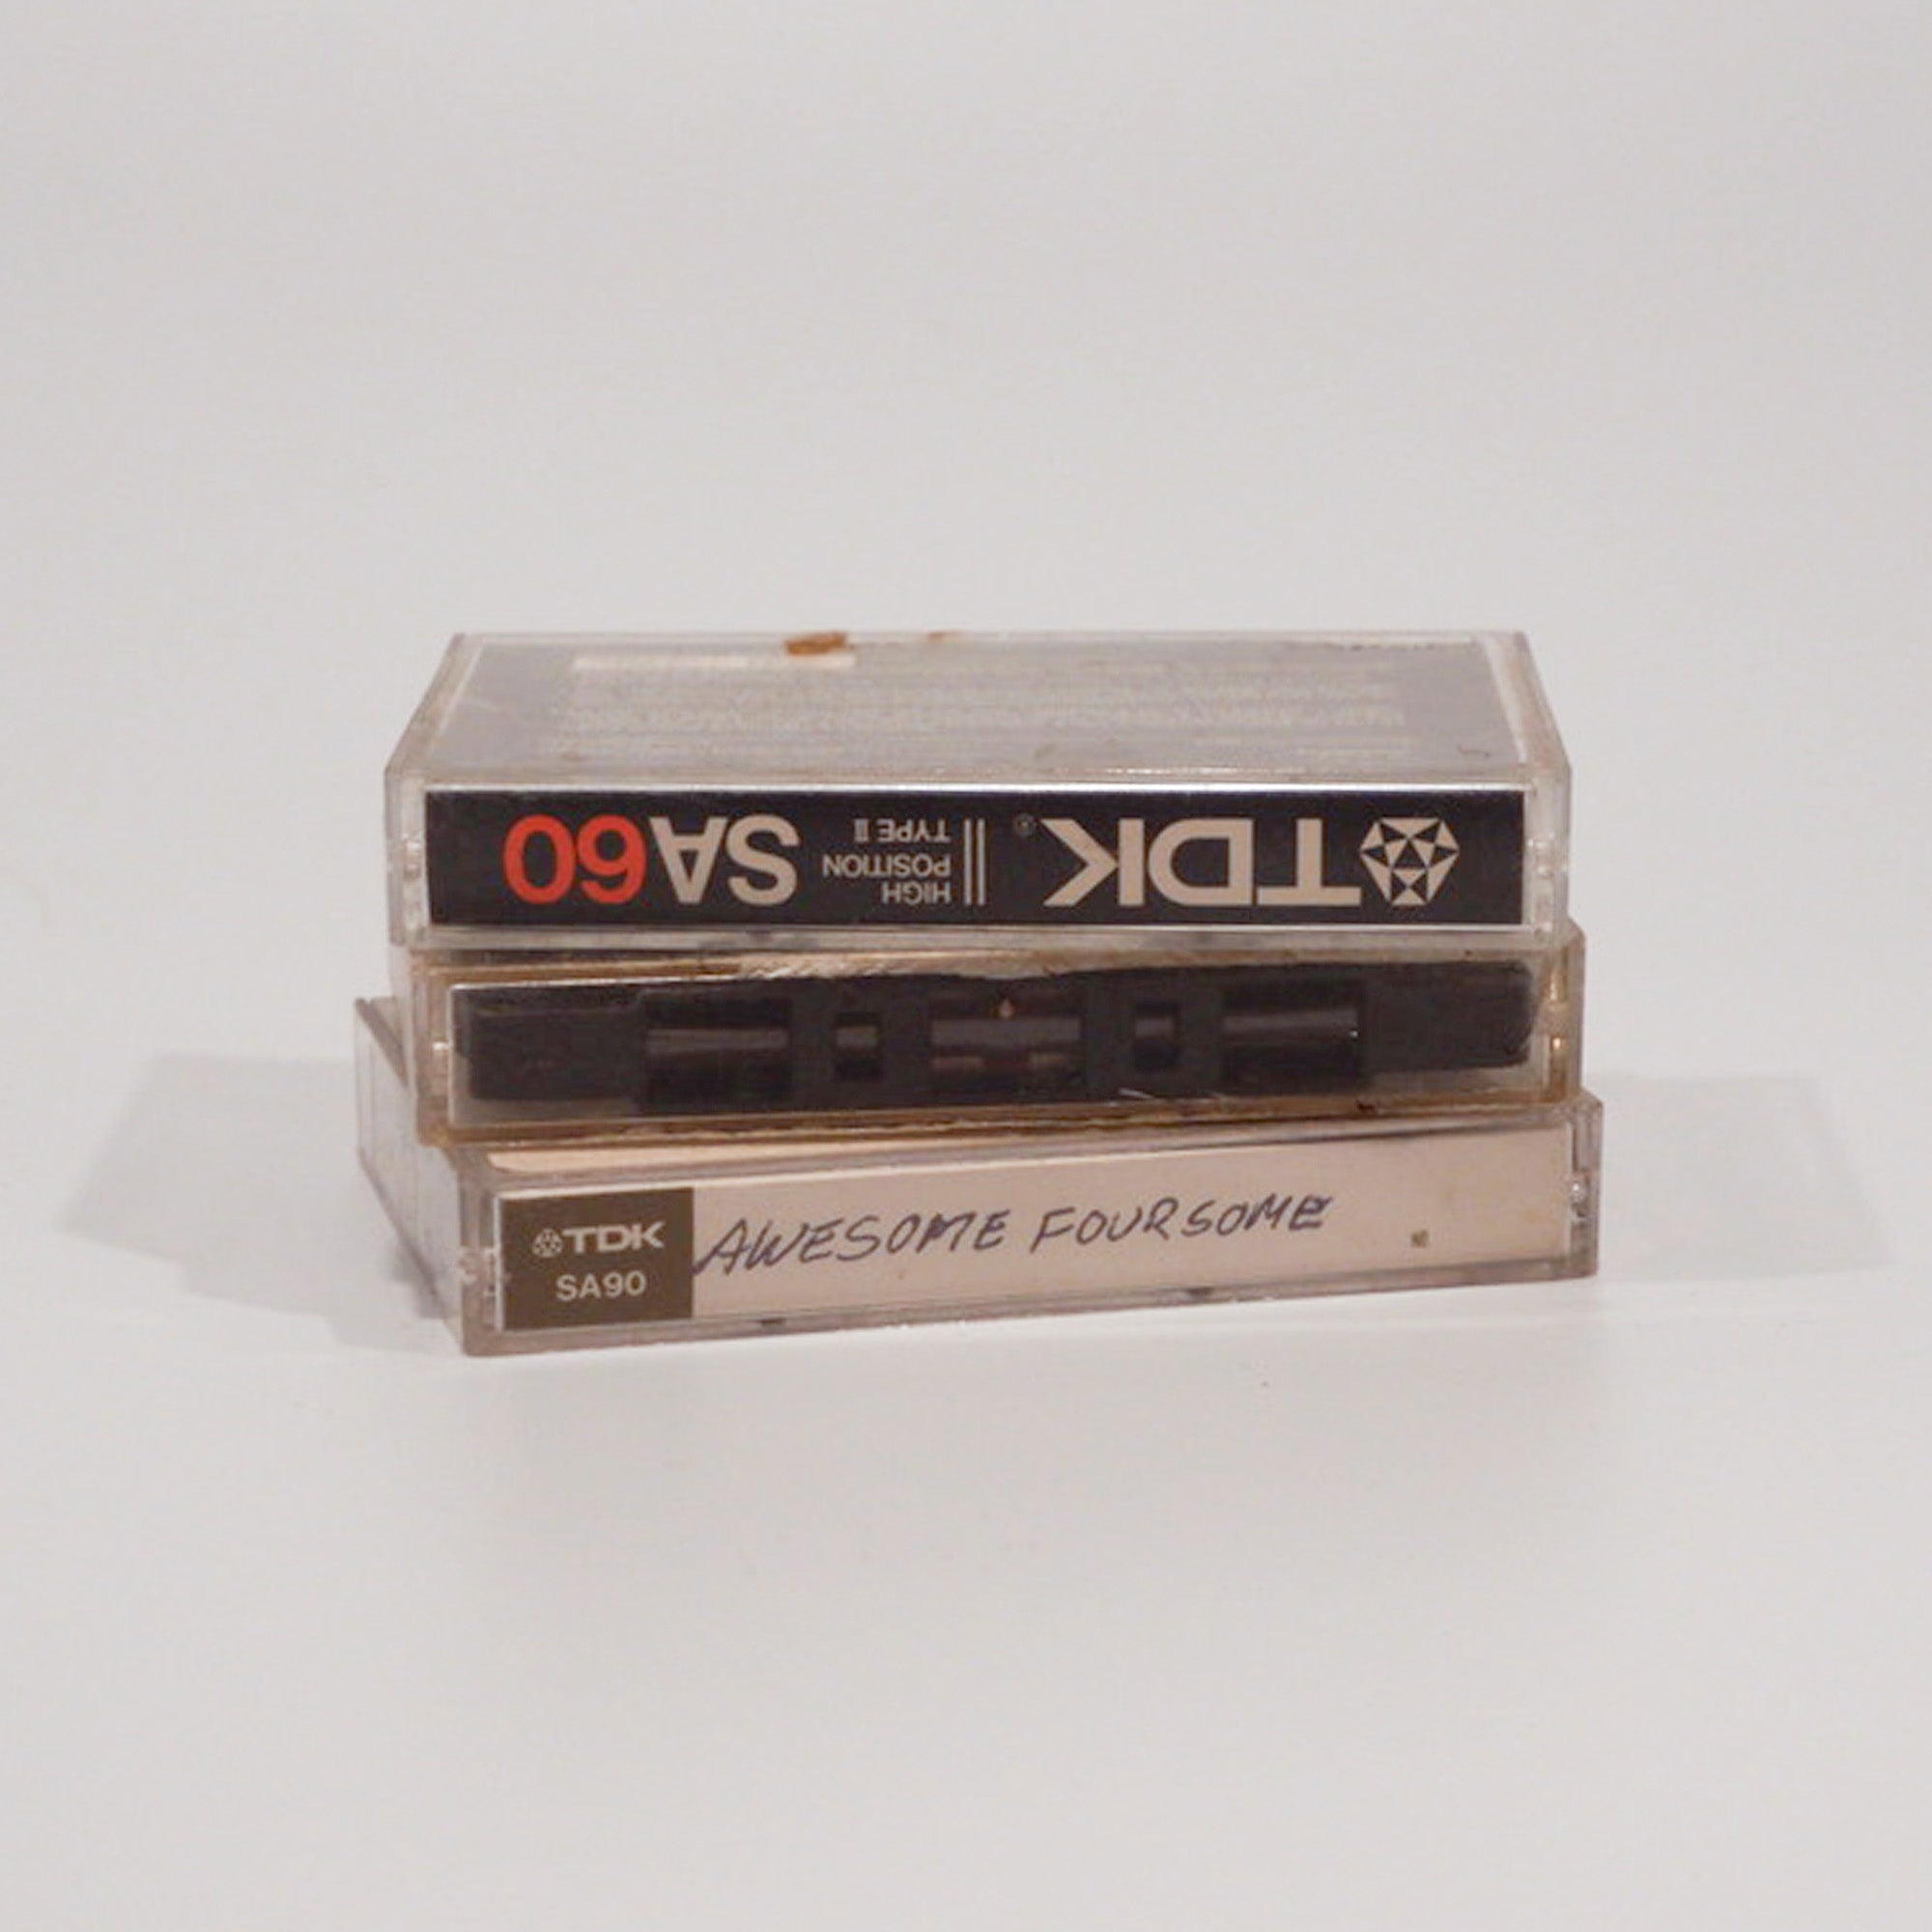 TDK®
HIGH
POSITION
TYPE II
SA60
TDK
SA90
AWESOME FOURSOME